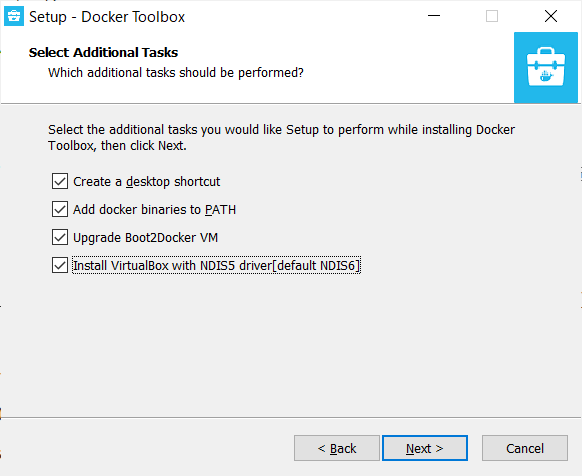 Setup - Docker Toolbox
Select Additional Tasks
Which additional tasks should be performed?
Select the additional tasks you would like Setup to perform while installing Docker
Toolbox, then click Next.
Create a desktop shortcut
Add docker binaries to PATH
Upgrade Boot2Docker VM
Install VirtualBox with NDIS5 driver[default NDIS6]
< Back
Next >
Cancel